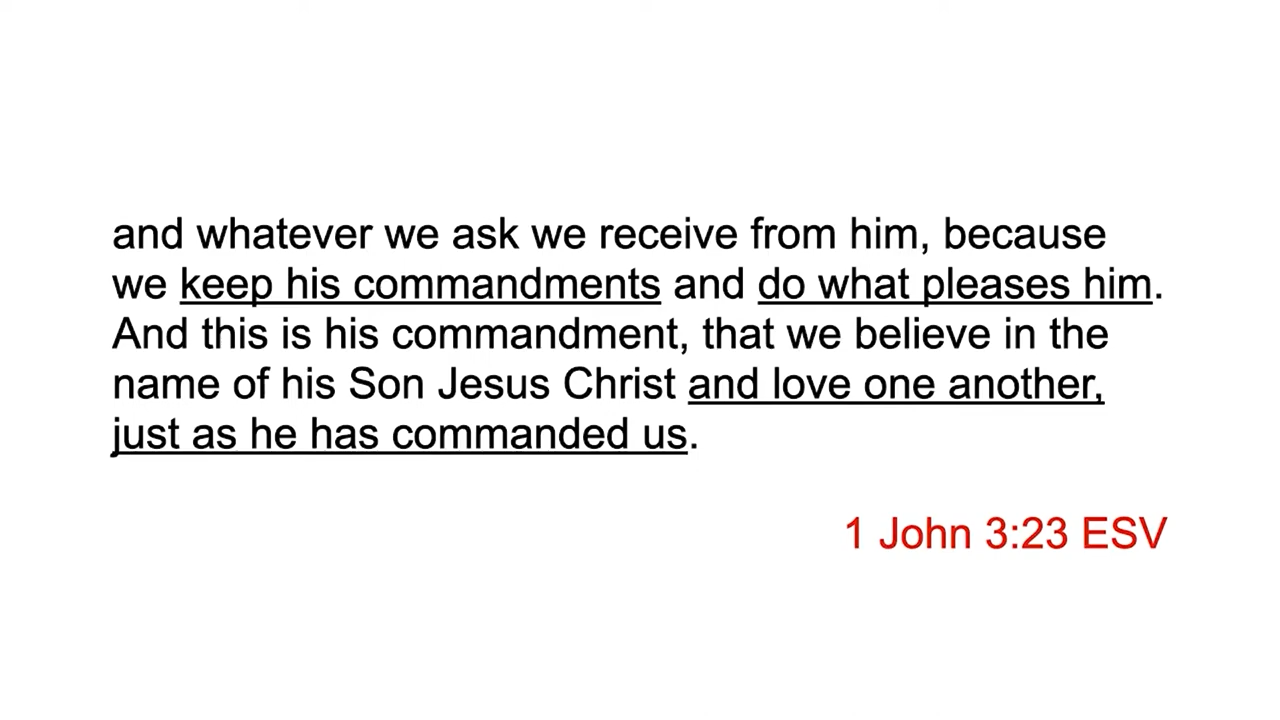 and whatever we ask we receive from him, because
we keep his commandments and do what pleases him.
And this is his commandment, that we believe in the
name of his Son Jesus Christ and love one another,
just as he has commanded us.
1 John 3:23 ESV